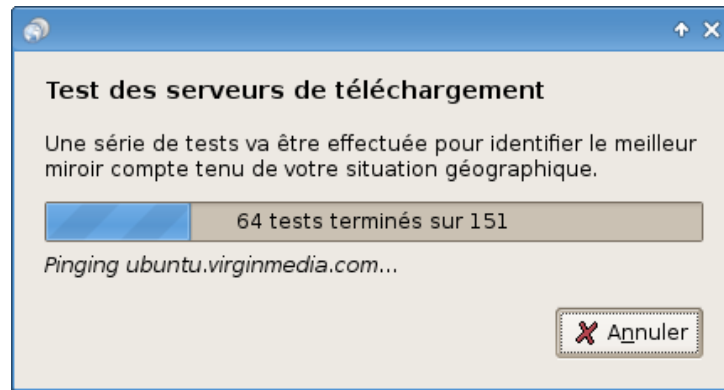 Test des serveurs de téléchargement
Une série de tests va être effectuée pour identifier le meilleur
miroir compte tenu de votre situation géographique.
64 tests terminés sur 151
Pinging ubuntu.virginmedia.com...
Annuler